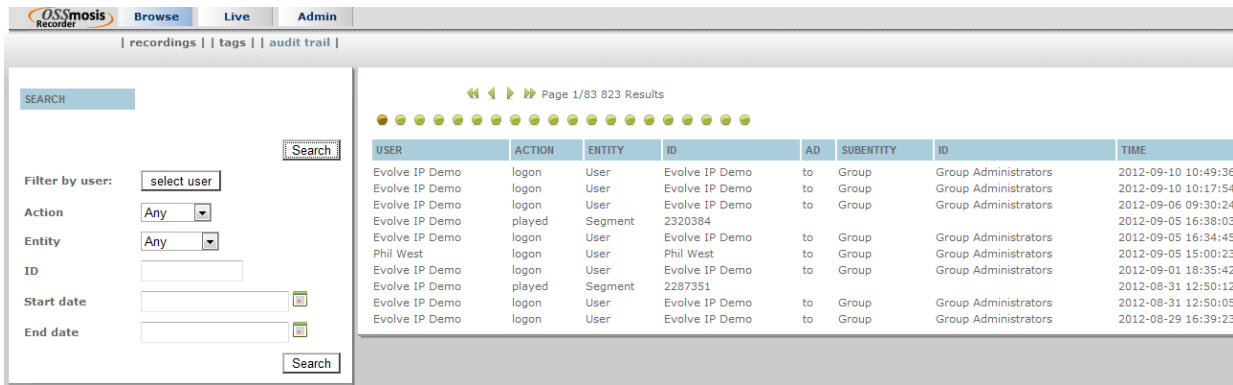 OSSmosis Recorder Browse Live Admin
| recordings | | tags | | audit trail |
SEARCH
Search
Filter by user: select user
Action Any
Entity Any
ID
Start date
End date
Search
Page 1/83 823 Results
USER ACTION ENTITY ID AD SUBENTITY ID TIME
Evolve IP Demo logon User Evolve IP Demo to Group Group Administrators 2012-09-10 10:49:36
Evolve IP Demo logon User Evolve IP Demo to Group Group Administrators 2012-09-10 10:17:54
Evolve IP Demo logon User Evolve IP Demo to Group Group Administrators 2012-09-06 09:30:24
Evolve IP Demo played Segment 2320384 2012-09-05 16:38:03
Evolve IP Demo logon User Evolve IP Demo to Group Group Administrators 2012-09-05 16:34:45
Phil West logon User Phil West to Group Group Administrators 2012-09-05 15:00:23
Evolve IP Demo logon User Evolve IP Demo to Group Group Administrators 2012-09-01 18:35:42
Evolve IP Demo played Segment 2287351 2012-08-31 12:50:12
Evolve IP Demo logon User Evolve IP Demo to Group Group Administrators 2012-08-31 12:50:05
Evolve IP Demo logon User Evolve IP Demo to Group Group Administrators 2012-08-29 16:39:23